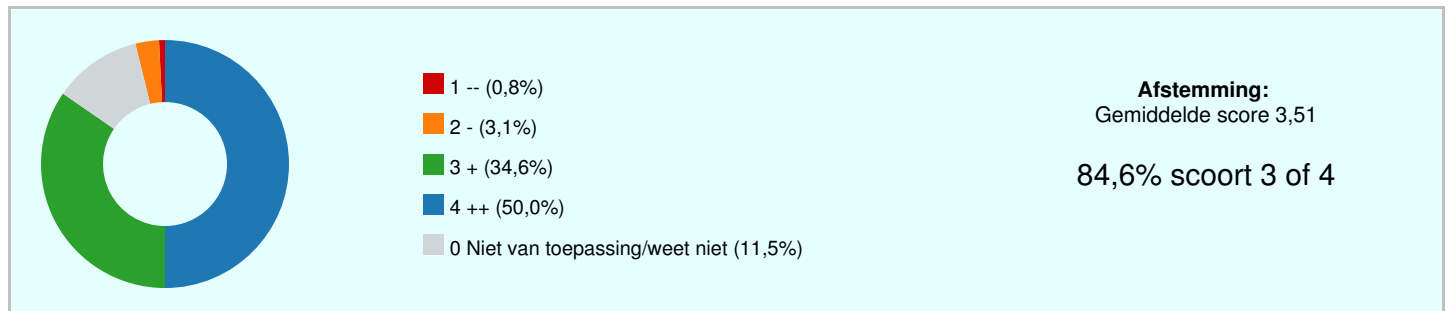 1 -- (0,8%)
2 - (3,1%)
3 + (34,6%)
4 ++ (50,0%)
0 Niet van toepassing/weet niet (11,5%)
Afstemming:
Gemiddelde score 3,51
84,6% scoort 3 of 4